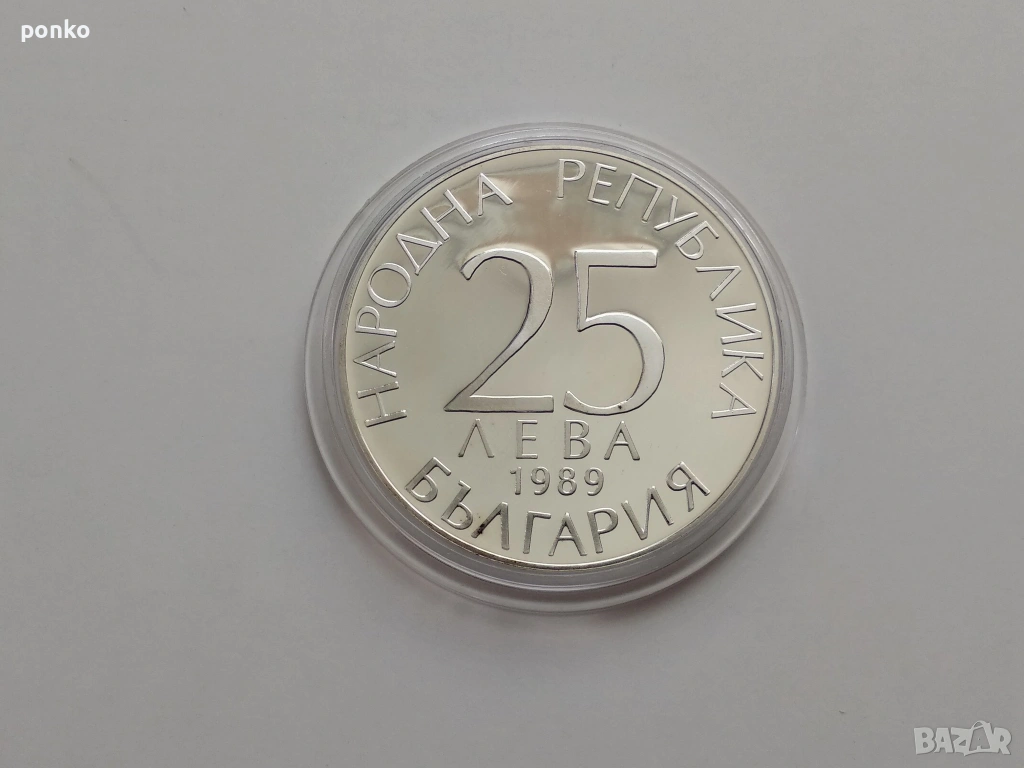 ponko
НАРОДНА РЕПУБЛИКА
25
ЛЕВА
1989
БЪЛГАРИЯ
BAZAR